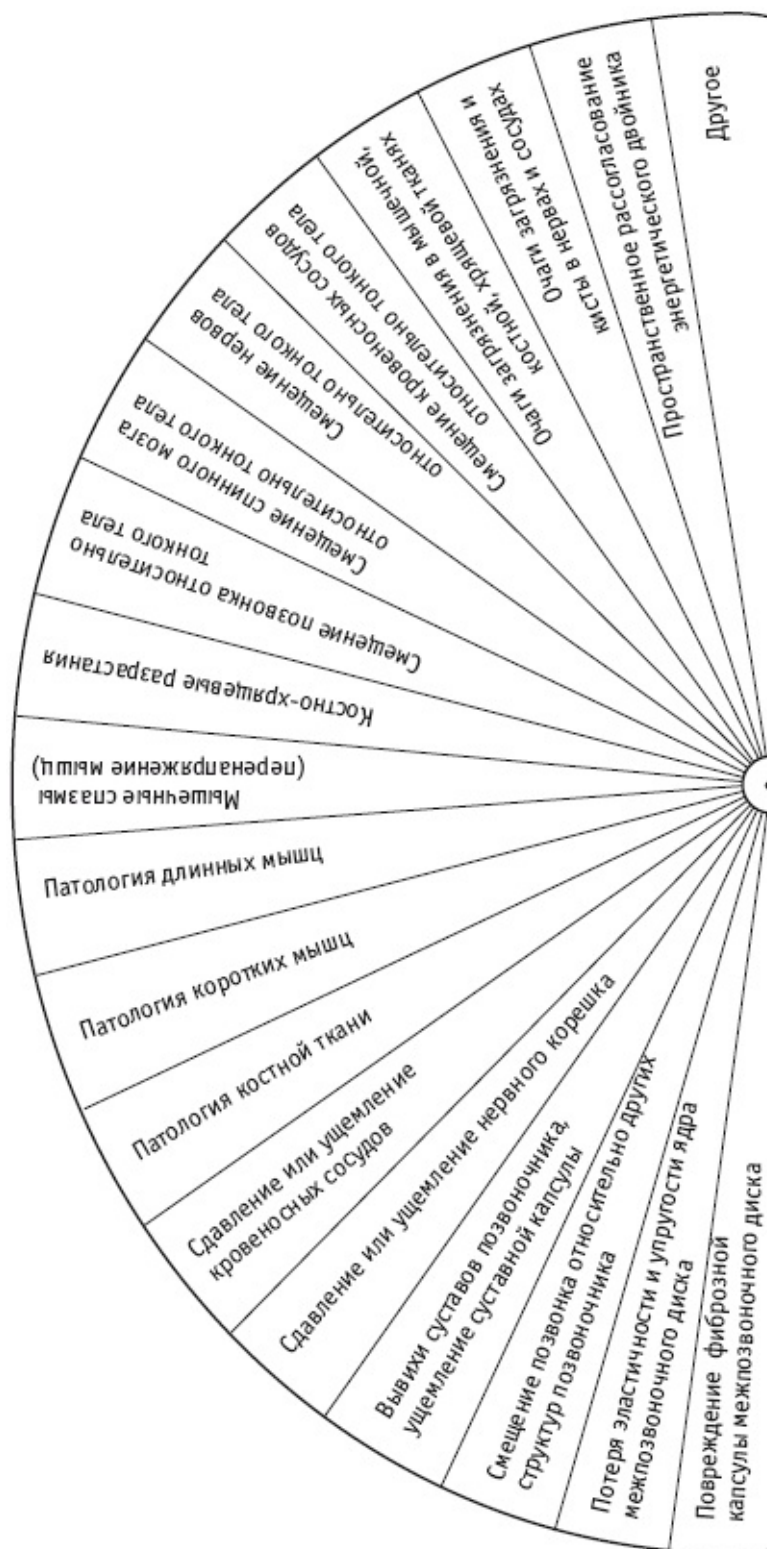 Повреждение фиброзной
капсулы межпозвоночного диска
Потеря эластичности и упругости ядра
межпозвоночного диска
Смещение позвонка относительно других
структур позвоночника
Вывихи суставов позвоночника,
ущемление суставной капсулы
Сдавление или ущемление нервного корешка
Сдавление или ущемление
кровеносных сосудов
Патология костной ткани
Патология коротких мышц
Патология длинных мышц
Мышечные спазмы
(перенапряжение мышц)
Костно-хрящевые разрастания
Смещение позвонка относительно
тонкого тела
Смещение спинного мозга
относительно тонкого тела
Смещение нервов
относительно тонкого тела
Смещение кровеносных сосудов
относительно тонкого тела
Очаги загрязнения в мышечной,
костной, хрящевой тканях
Очаги загрязнения и
кисты в нервах и сосудах
Пространственное рассогласование
энергетического двойника
Другое